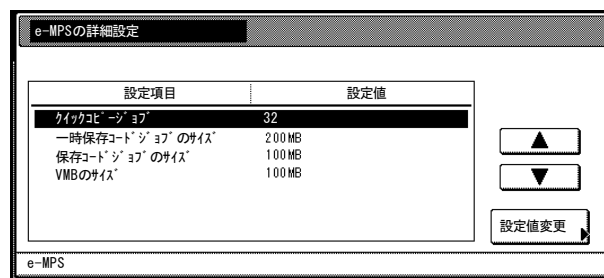 e-MPSの詳細設定
設定項目 設定値
ｸｲｯｸｺﾋﾟｰｼﾞｮﾌﾞ 32
一時保存ｺｰﾄﾞｼﾞｮﾌﾞのｻｲｽﾞ 200MB
保存ｺｰﾄﾞｼﾞｮﾌﾞのｻｲｽﾞ 100MB
VMBのｻｲｽﾞ 100MB
設定値変更
e-MPS